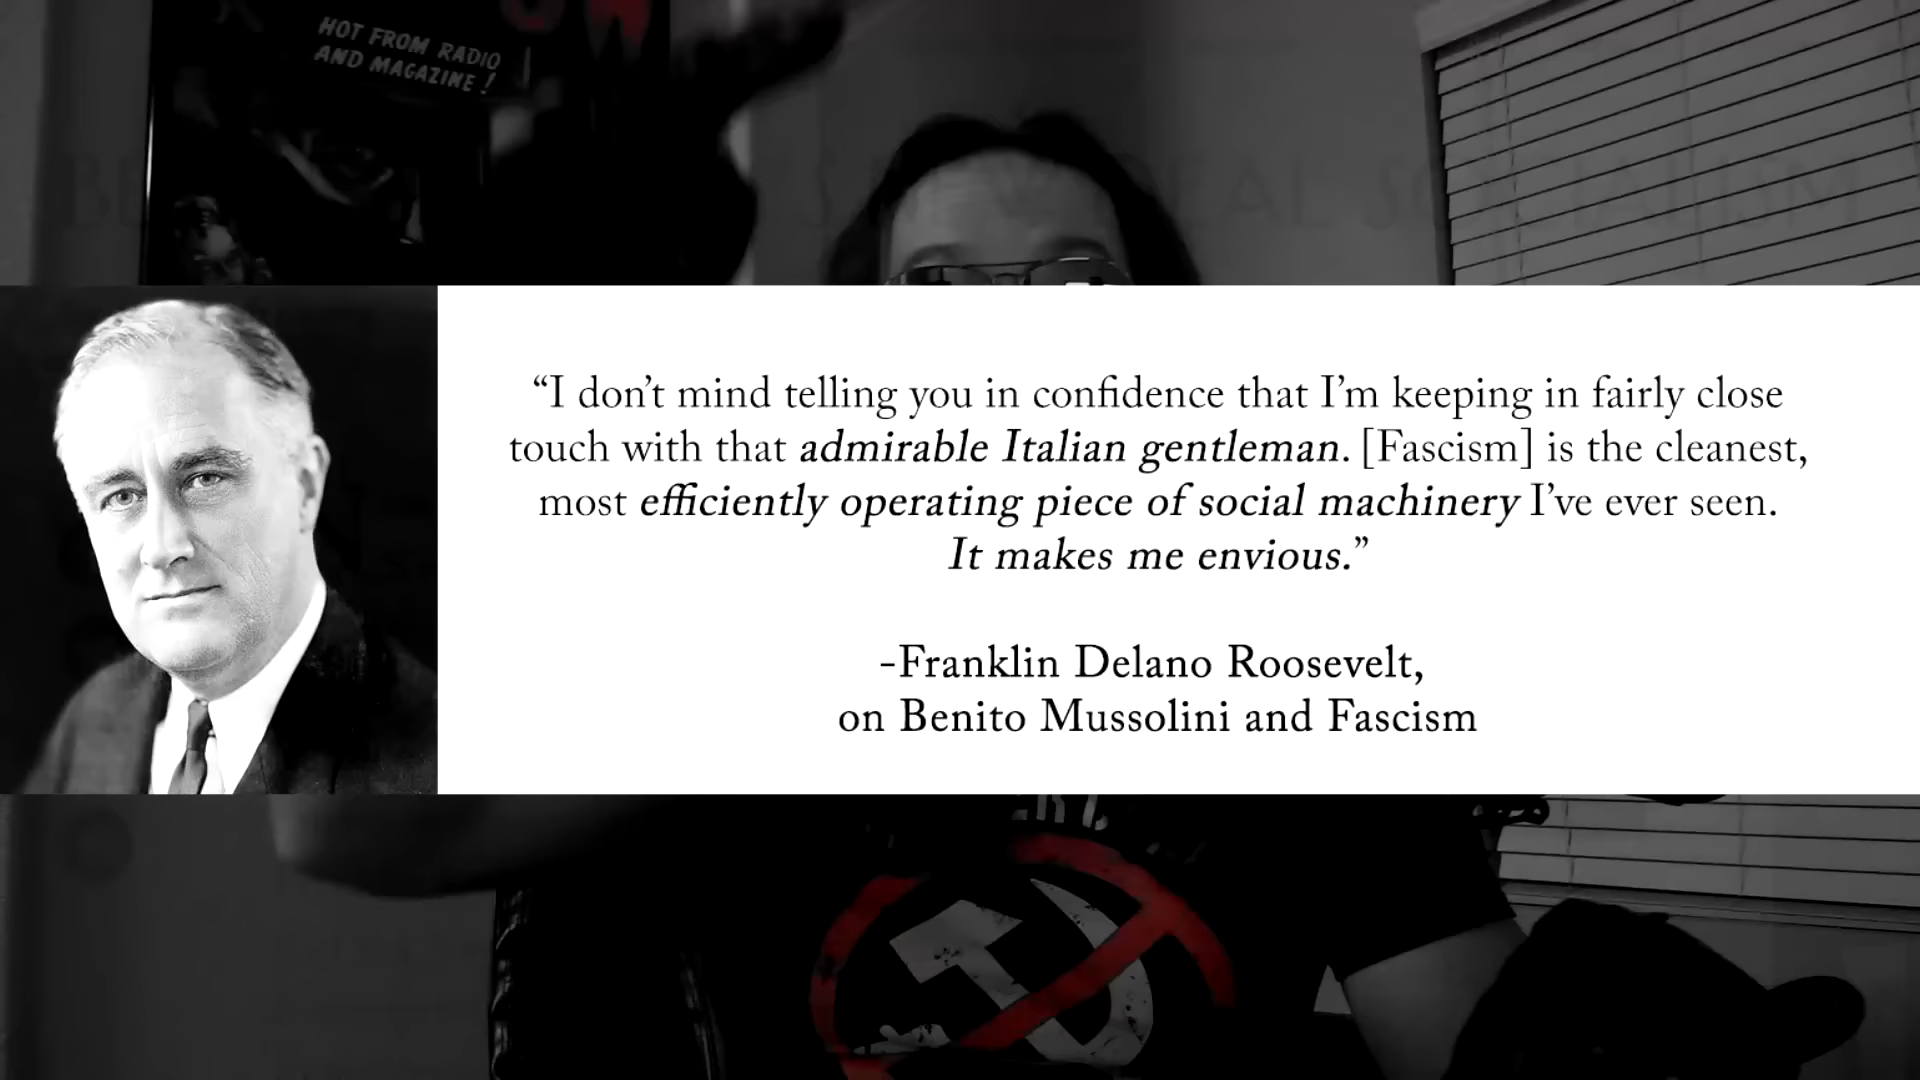 HOT FROM RADIO
AND MAGAZINE!
“I don’t mind telling you in confidence that I’m keeping in fairly close
touch with that admirable Italian gentleman. [Fascism] is the cleanest,
most efficiently operating piece of social machinery I’ve ever seen.
It makes me envious.”
-Franklin Delano Roosevelt,
on Benito Mussolini and Fascism